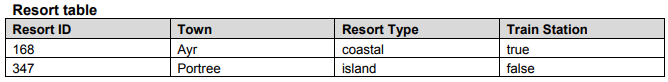 Resort table
Resort ID Town Resort Type Train Station
168 Ayr coastal true
347 Portree island false